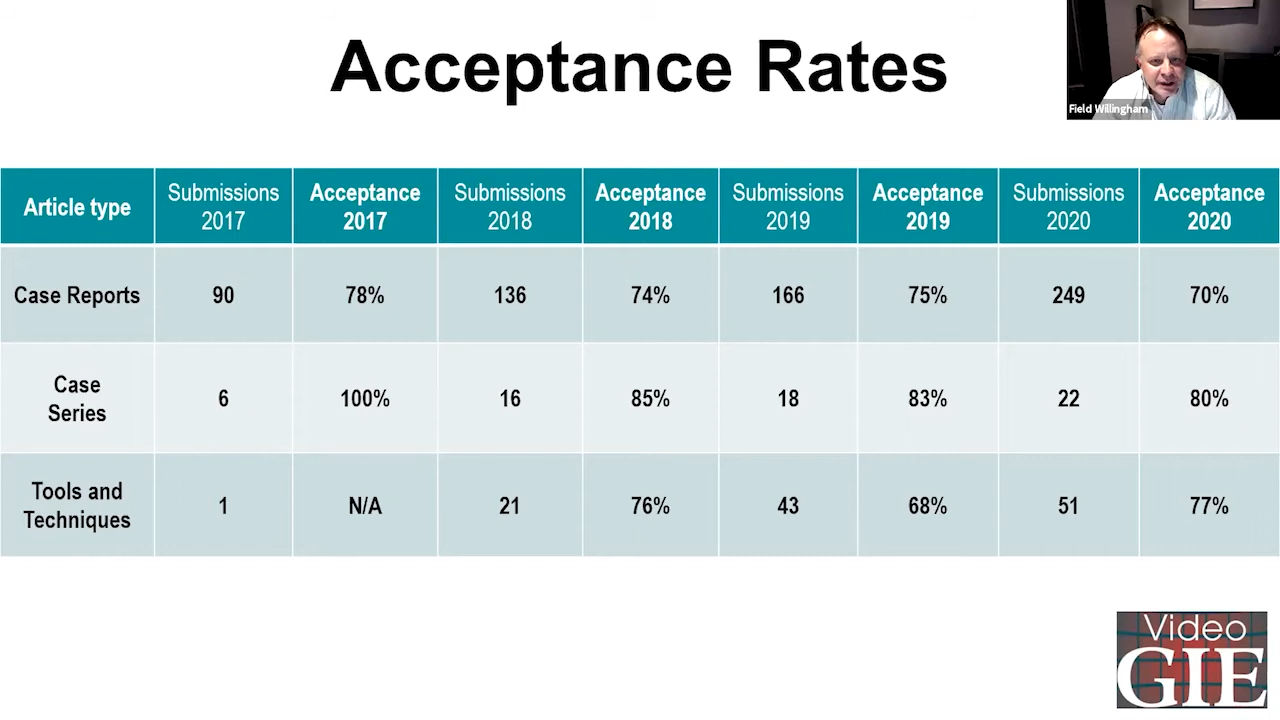 Acceptance Rates
Field Willingham
Article type
Submissions
2017
Acceptance
2017
Submissions
2018
Acceptance
2018
Submissions
2019
Acceptance
2019
Submissions
2020
Acceptance
2020
Case Reports 90 78% 136 74% 166 75% 249 70%
Case
Series
6 100% 16 85% 18 83% 22 80%
Tools and
Techniques
1 N/A 21 76% 43 68% 51 77%
Video
GIE